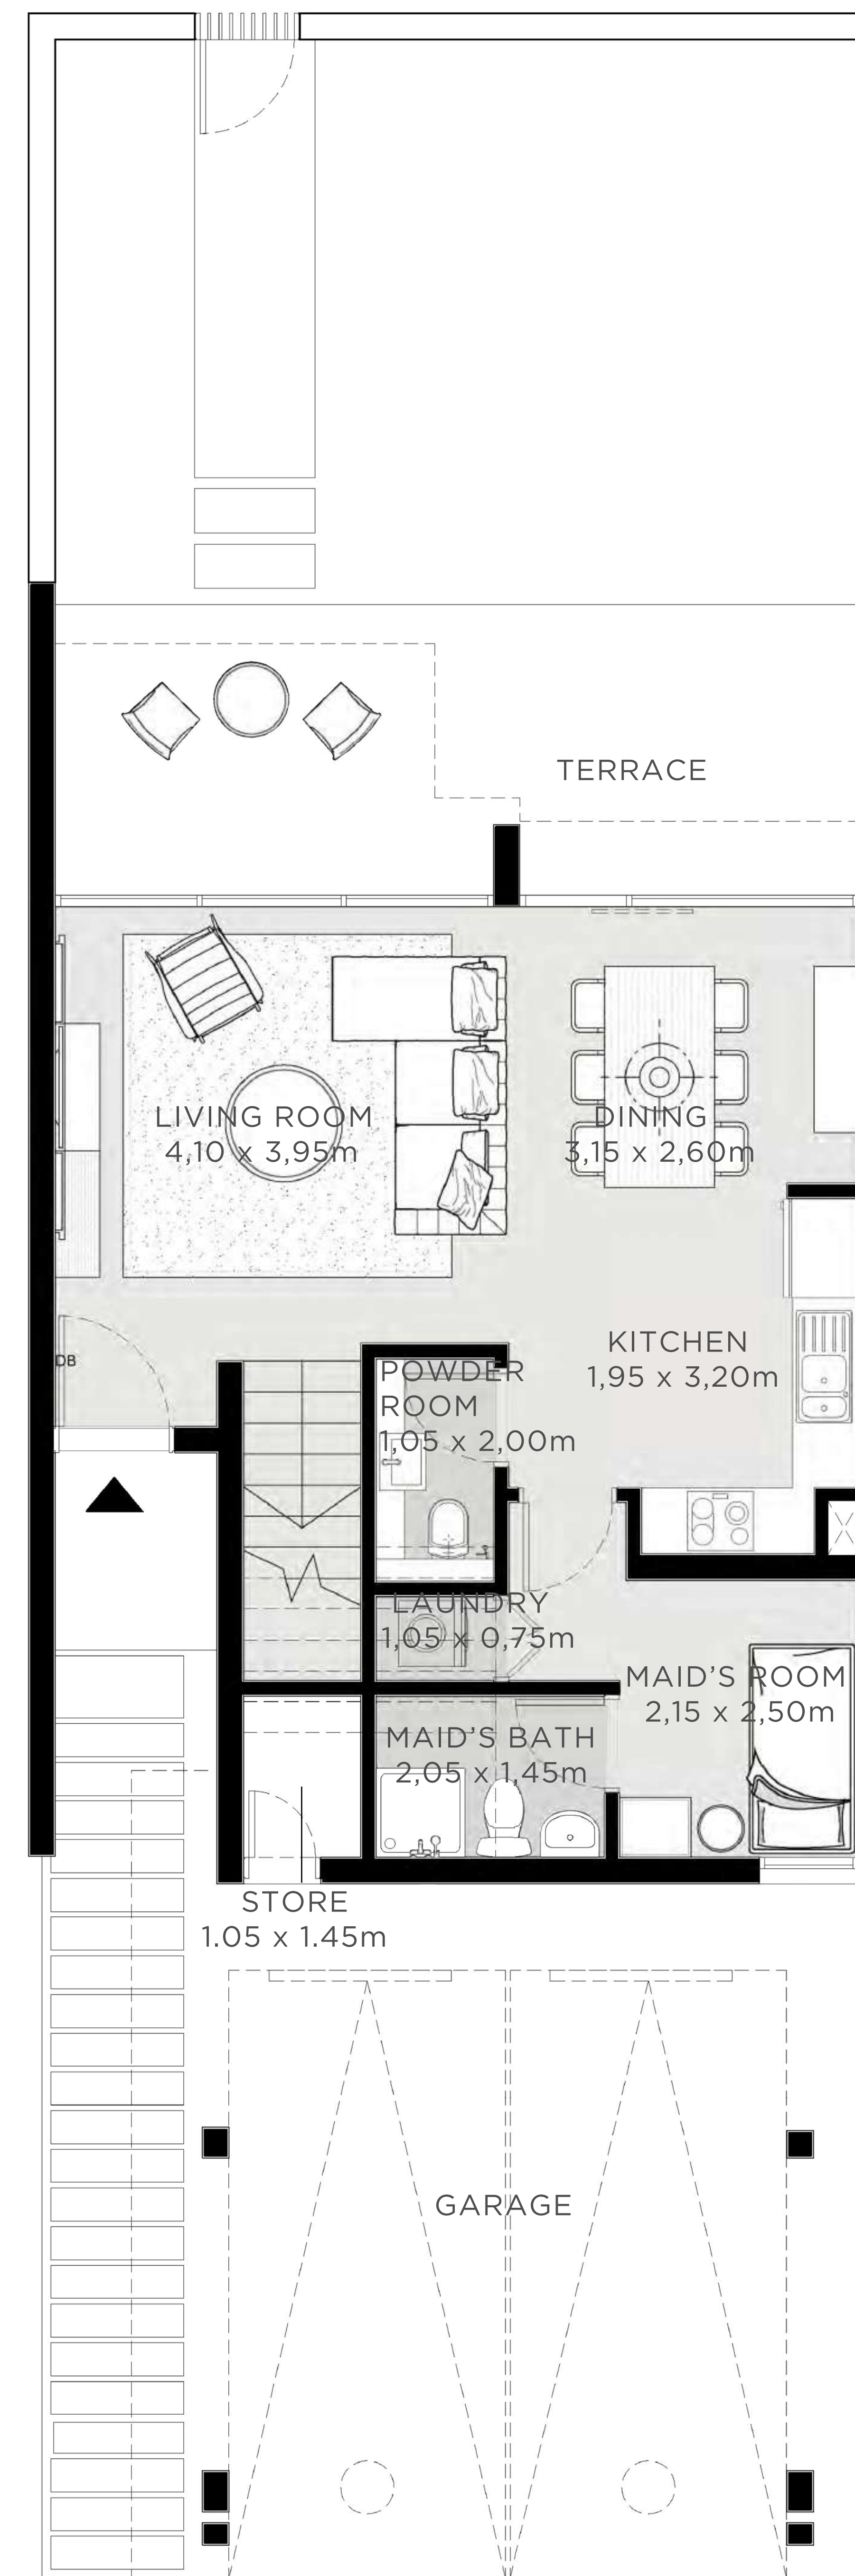 TERRACE
LIVING ROOM
4,10 x 3,95m
DINING
3,15 x 2,60m
KITCHEN
1,95 x 3,20m
DB
POWDER
ROOM
1,05 x 2,00m
LAUNDRY
1,05 x 0,75m
MAID'S ROOM
2,15 x 2,50m
MAID'S BATH
2,05 x 1,45m
STORE
1.05 x 1.45m
GARAGE